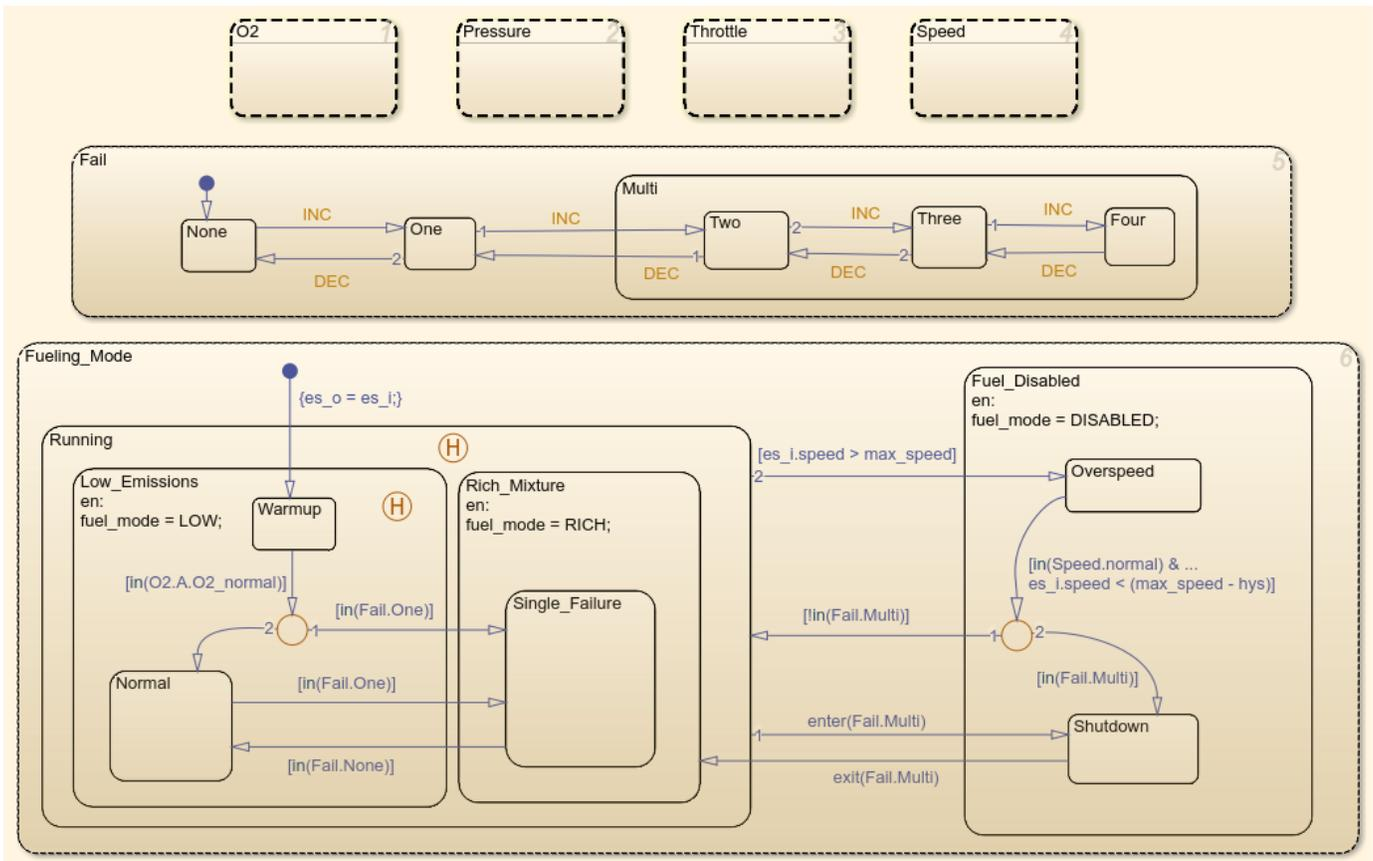 O2 1
Pressure 2
Throttle 3
Speed 4
Fail 5
Multi
None
INC
DEC
2
One
1
INC
DEC
1
Two
2
INC
DEC
2
Three
1
INC
DEC
Four
Fueling_Mode 6
{es_o = es_i;}
Running
H
Low_Emissions
en:
fuel_mode = LOW;
H
Warmup
[in(O2.A.O2_normal)]
2
1
[in(Fail.One)]
Normal
[in(Fail.One)]
[in(Fail.None)]
Rich_Mixture
en:
fuel_mode = RICH;
Single_Failure
[es_i.speed > max_speed]
2
[!in(Fail.Multi)]
1
enter(Fail.Multi)
1
exit(Fail.Multi)
Fuel_Disabled
en:
fuel_mode = DISABLED;
Overspeed
[in(Speed.normal) & ...
es_i.speed < (max_speed - hys)]
2
[in(Fail.Multi)]
Shutdown